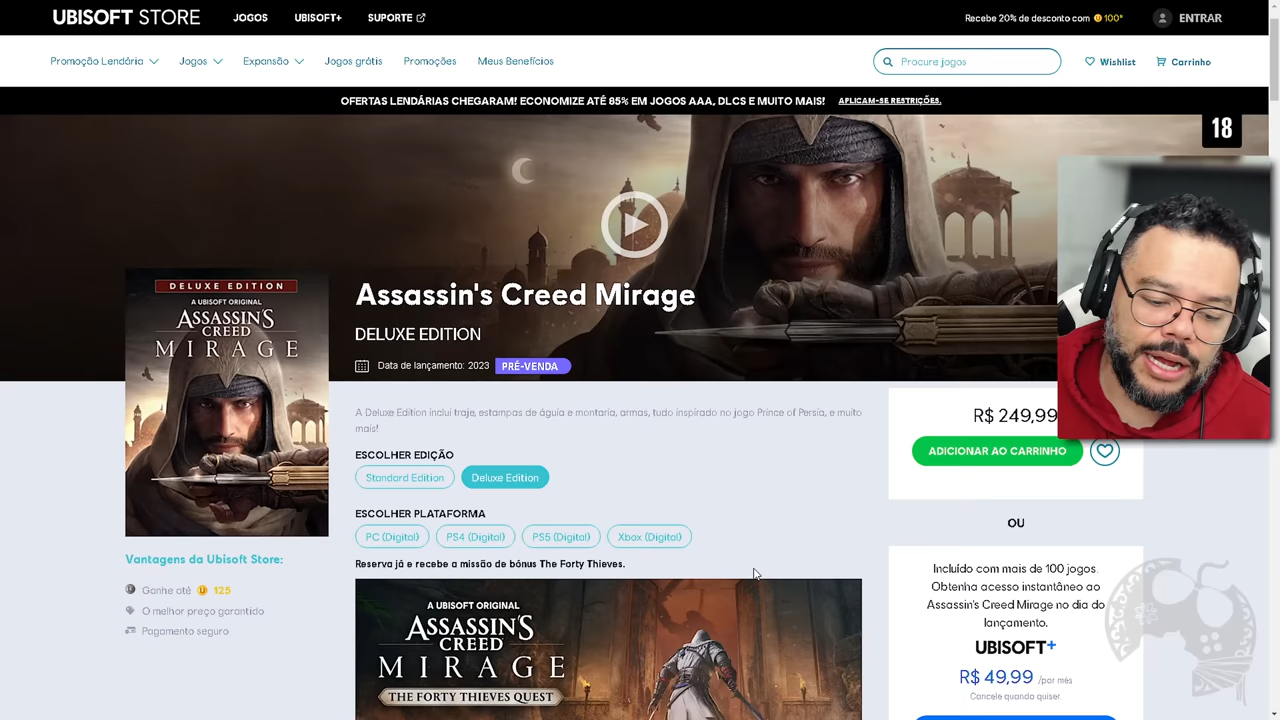 UBISOFT STORE
JOGOS
UBISOFT+
SUPORTE
Recebe 20% de desconto com 100*
ENTRAR
Promoção Lendária
Jogos
Expansão
Jogos grátis
Promoções
Meus Benefícios
Procure jogos
Wishlist
Carrinho
OFERTAS LENDÁRIAS CHEGARAM! ECONOMIZE ATÉ 85% EM JOGOS AAA, DLCS E MUITO MAIS! APLICAM-SE RESTRIÇÕES.
18
DELUXE EDITION
A UBISOFT ORIGINAL
ASSASSIN'S
CREED
MIRAGE
Assassin's Creed Mirage
DELUXE EDITION
Data de lançamento: 2023
PRÉ-VENDA
A Deluxe Edition inclui traje, estampas de águia e montaria, armas, tudo inspirado no jogo Prince of Persia, e muito
mais!
ESCOLHER EDIÇÃO
Standard Edition
Deluxe Edition
ESCOLHER PLATAFORMA
PC (Digital)
PS4 (Digital)
PS5 (Digital)
Xbox (Digital)
Reserva já e recebe a missão de bónus The Forty Thieves.
A UBISOFT ORIGINAL
ASSASSIN'S
CREED
MIRAGE
THE FORTY THIEVES QUEST
Vantagens da Ubisoft Store:
Ganhe até 125
O melhor preço garantido
Pagamento seguro
R$ 249,99
ADICIONAR AO CARRINHO
OU
Incluído com mais de 100 jogos.
Obtenha acesso instantâneo ao
Assassin's Creed Mirage no dia do
lançamento.
UBISOFT+
R$ 49,99 /por mês
Cancele quando quiser.